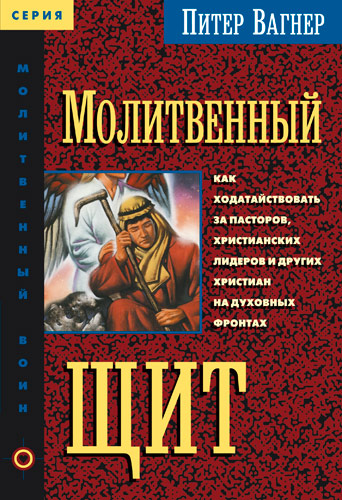 СЕРИЯ
МОЛИТВЕННЫЙ ВОИН
ПИТЕР ВАГНЕР
МОЛИТВЕННЫЙ
КАК
ХОДАТАЙСТВОВАТЬ
ЗА ПАСТОРОВ,
ХРИСТИАНСКИХ
ЛИДЕРОВ И ДРУГИХ
ХРИСТИАН
НА ДУХОВНЫХ
ФРОНТАХ
ЩИТ